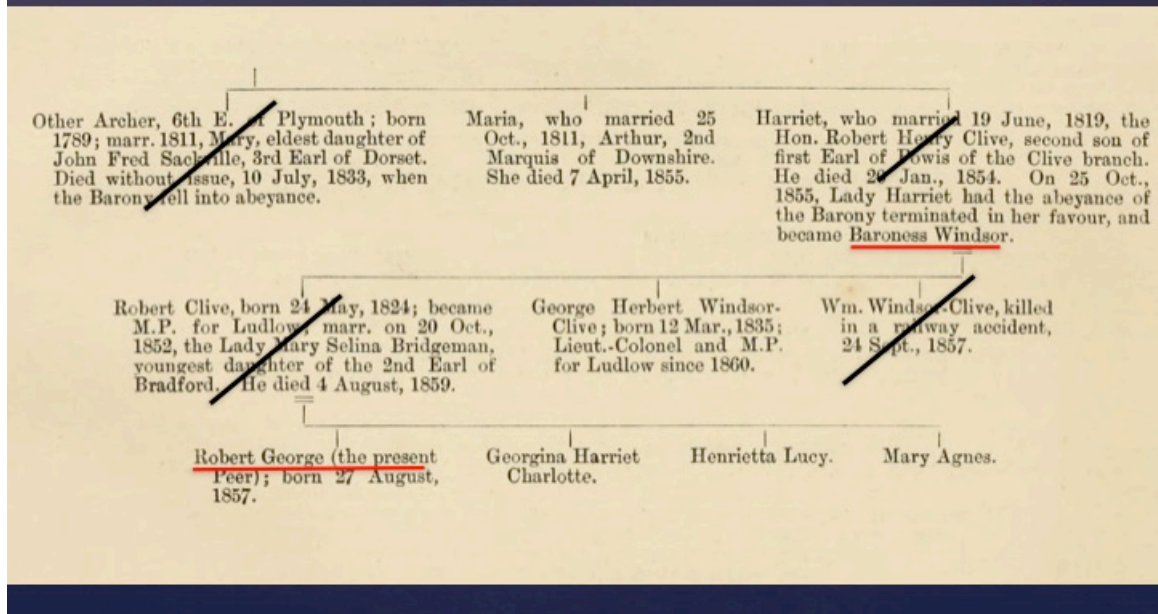 Other Archer, 6th E. of Plymouth; born
1789; marr. 1811, Mary, eldest daughter of
John Fred Sackville, 3rd Earl of Dorset.
Died without issue, 10 July, 1833, when
the Barony fell into abeyance.
Maria, who married 25
Oct., 1811, Arthur, 2nd
Marquis of Downshire.
She died 7 April, 1855.
Harriet, who married 19 June, 1819, the
Hon. Robert Henry Clive, second son of
first Earl of Powis of the Clive branch.
He died 20 Jan., 1854. On 25 Oct.,
1855, Lady Harriet had the abeyance of
the Barony terminated in her favour, and
became Baroness Windsor.
Robert Clive, born 24 May, 1824; became
M.P. for Ludlow; marr. on 20 Oct.,
1852, the Lady Mary Selina Bridgeman,
youngest daughter of the 2nd Earl of
Bradford. He died 4 August, 1859.
George Herbert Windsor-
Clive; born 12 Mar., 1835;
Lieut.-Colonel and M.P.
for Ludlow since 1860.
Wm. Windsor-Clive, killed
in a railway accident,
24 Sept., 1857.
Robert George (the present
Peer); born 27 August,
1857.
Georgina Harriet
Charlotte.
Henrietta Lucy.
Mary Agnes.